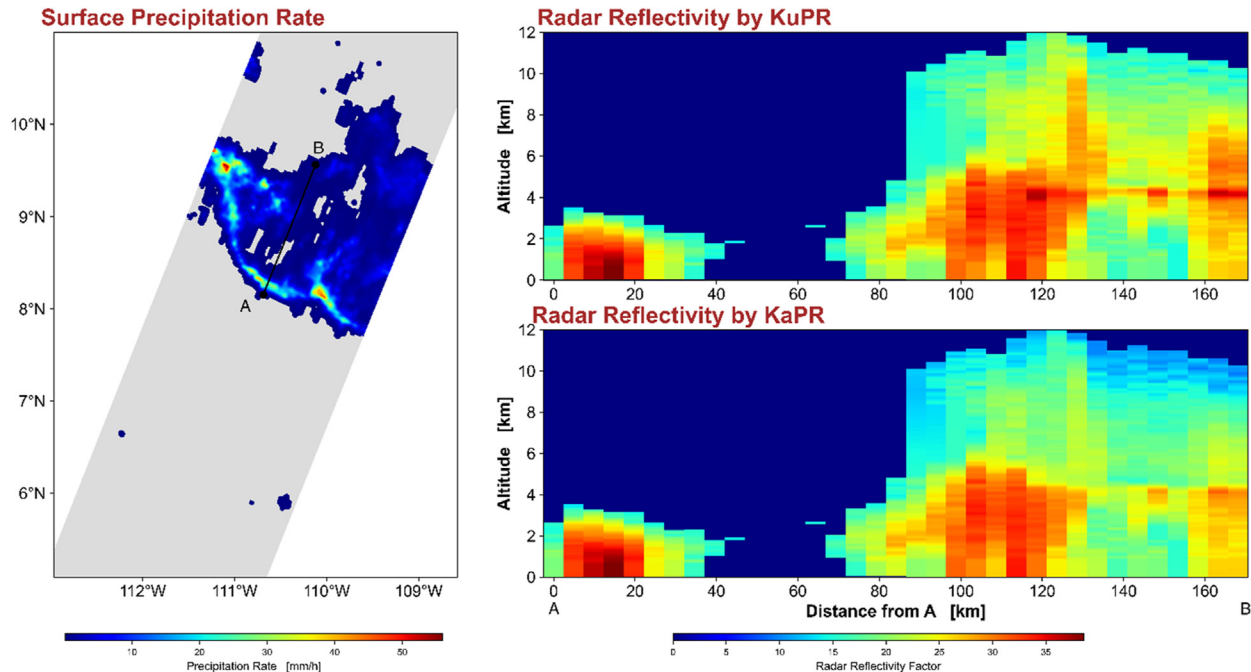 Surface Precipitation Rate
10°N
9°N
8°N
7°N
6°N
A
B
112°W 111°W 110°W 109°W
10 20 30 40 50
Precipitation Rate [mm/h]
Radar Reflectivity by KuPR
Altitude [km]
12
10
8
6
4
2
0
0 20 40 60 80 100 120 140 160
Radar Reflectivity by KaPR
Altitude [km]
12
10
8
6
4
2
0
0 20 40 60 80 100 120 140 160
A Distance from A [km] B
0 5 10 15 20 25 30 35
Radar Reflectivity Factor